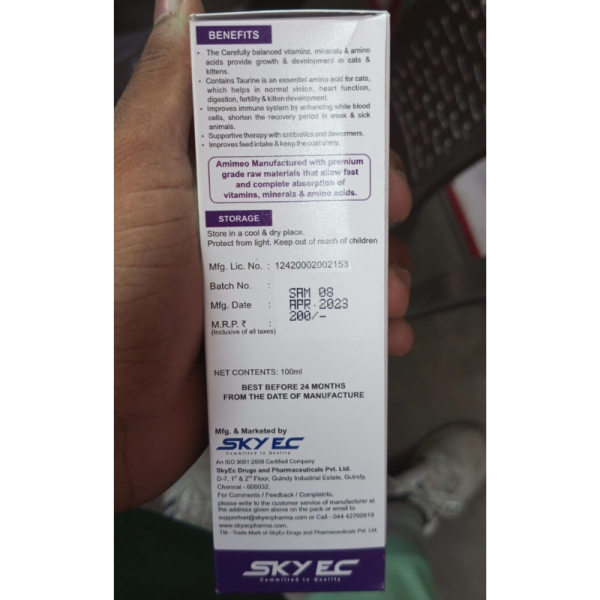 BENEFITS
• The Carefully balanced vitamins, minerals & amino
acids provide growth & development in cats &
kittens.
• Contains Taurine is an essential amino acid for cats,
which helps in normal vision, heart function,
digestion, fertility & kitten development.
• Improves immune system by enhancing while blood
cells, shorten the recovery period in weak & sick
animals.
• Supportive therapy with antibiotics and dewormers.
• Improves feed intake & keep the coat shiny.
Amimeo Manufactured with premium
grade raw materials that allow fast
and complete absorption of
vitamins, minerals & amino acids.
STORAGE
Store in a cool & dry place.
Protect from light. Keep out of reach of children
Mfg. Lic. No. : 12420002002153
Batch No. : SAM 08
Mfg. Date : APR.2023
M.R.P. ₹ : 200/-
(Inclusive of all taxes)
NET CONTENTS: 100ml
BEST BEFORE 24 MONTHS
FROM THE DATE OF MANUFACTURE
Mfg. & Marketed by
SKY EC
Committed to Quality
An ISO 9001:2008 Certified Company
SkyEc Drugs and Pharmaceuticals Pvt. Ltd.
D-7, 1st & 2nd Floor, Guindy Industrial Estate, Guindy,
Chennai - 600032.
For Comments / Feedback / Complaints,
please write to the customer service of manufacturer at
the address given above on the pack or email to
supportvet@skyecpharma.com or Call - 044 42700919
www.skyecpharma.com.
TM - Trade Mark of SkyEc Drugs and Pharmaceuticals Pvt. Ltd.
SKY EC
Committed to Quality